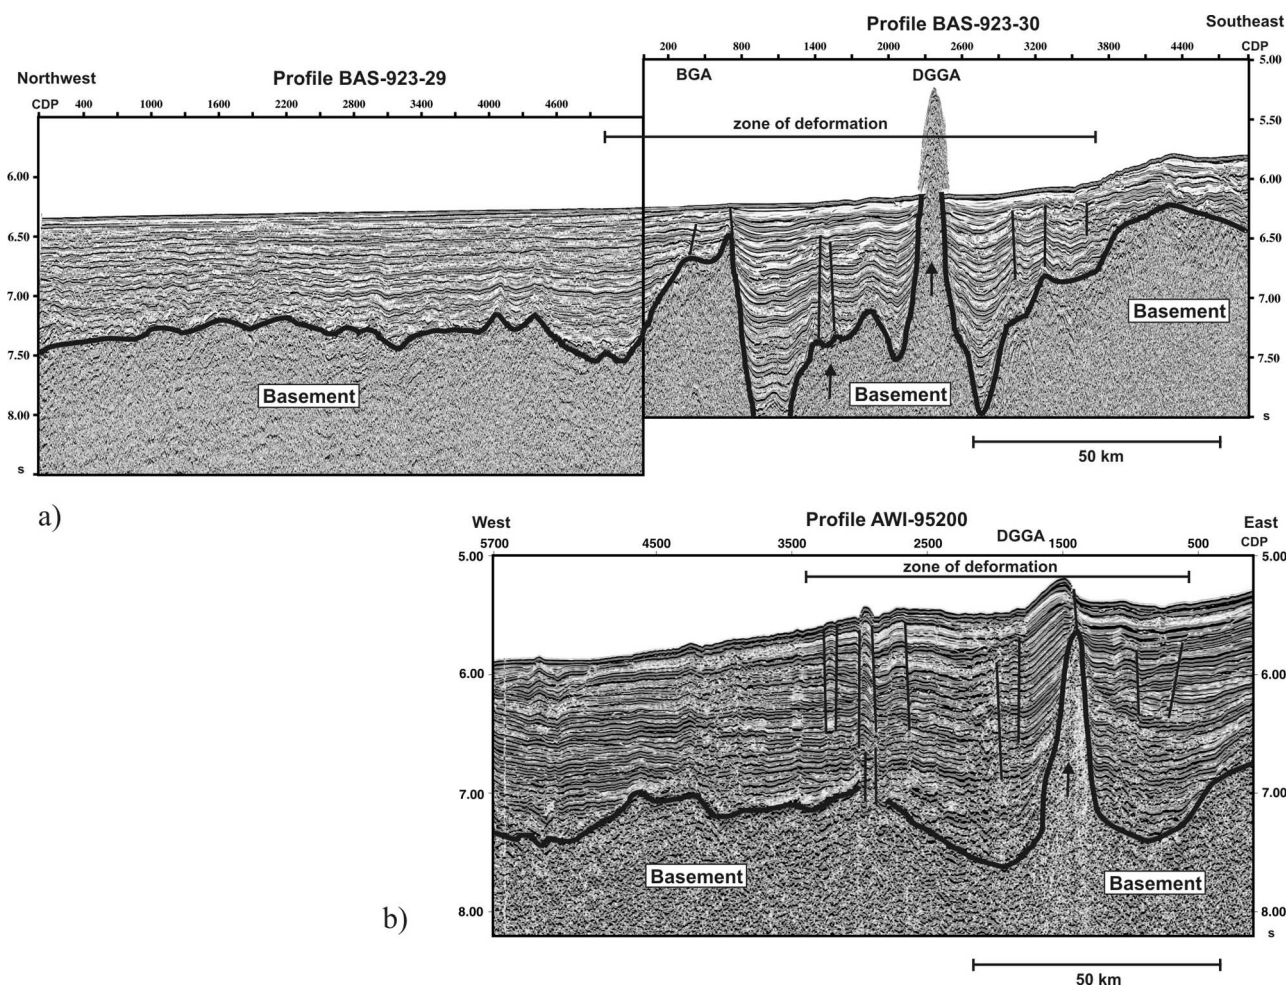 Profile BAS-923-30
Southeast
200 800 1400 2000 2600 3200 3800 4400 CDP
Northwest
Profile BAS-923-29
CDP 400 1000 1600 2200 2800 3400 4000 4600
BGA
DGGA
5.00
zone of deformation
5.50
6.00
6.00
6.50
6.50
7.00
7.00
Basement
7.50
7.50
Basement
Basement
8.00
s
s
50 km
a)
West
Profile AWI-95200
East
5700 4500 3500 2500 DGGA 1500 500 CDP
5.00
5.00
zone of deformation
6.00
6.00
7.00
7.00
Basement
Basement
8.00
8.00
b)
s
50 km